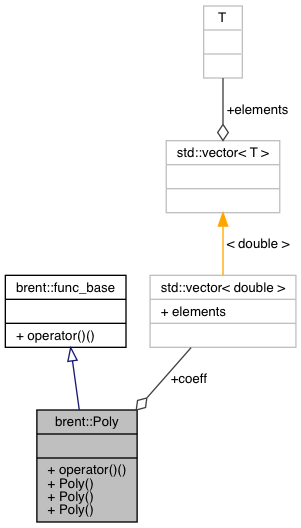 T
+elements
std::vector< T >
< double >
brent::func_base
+ operator()()
std::vector< double >
+ elements
+coeff
brent::Poly
+ operator()()
+ Poly()
+ Poly()
+ Poly()